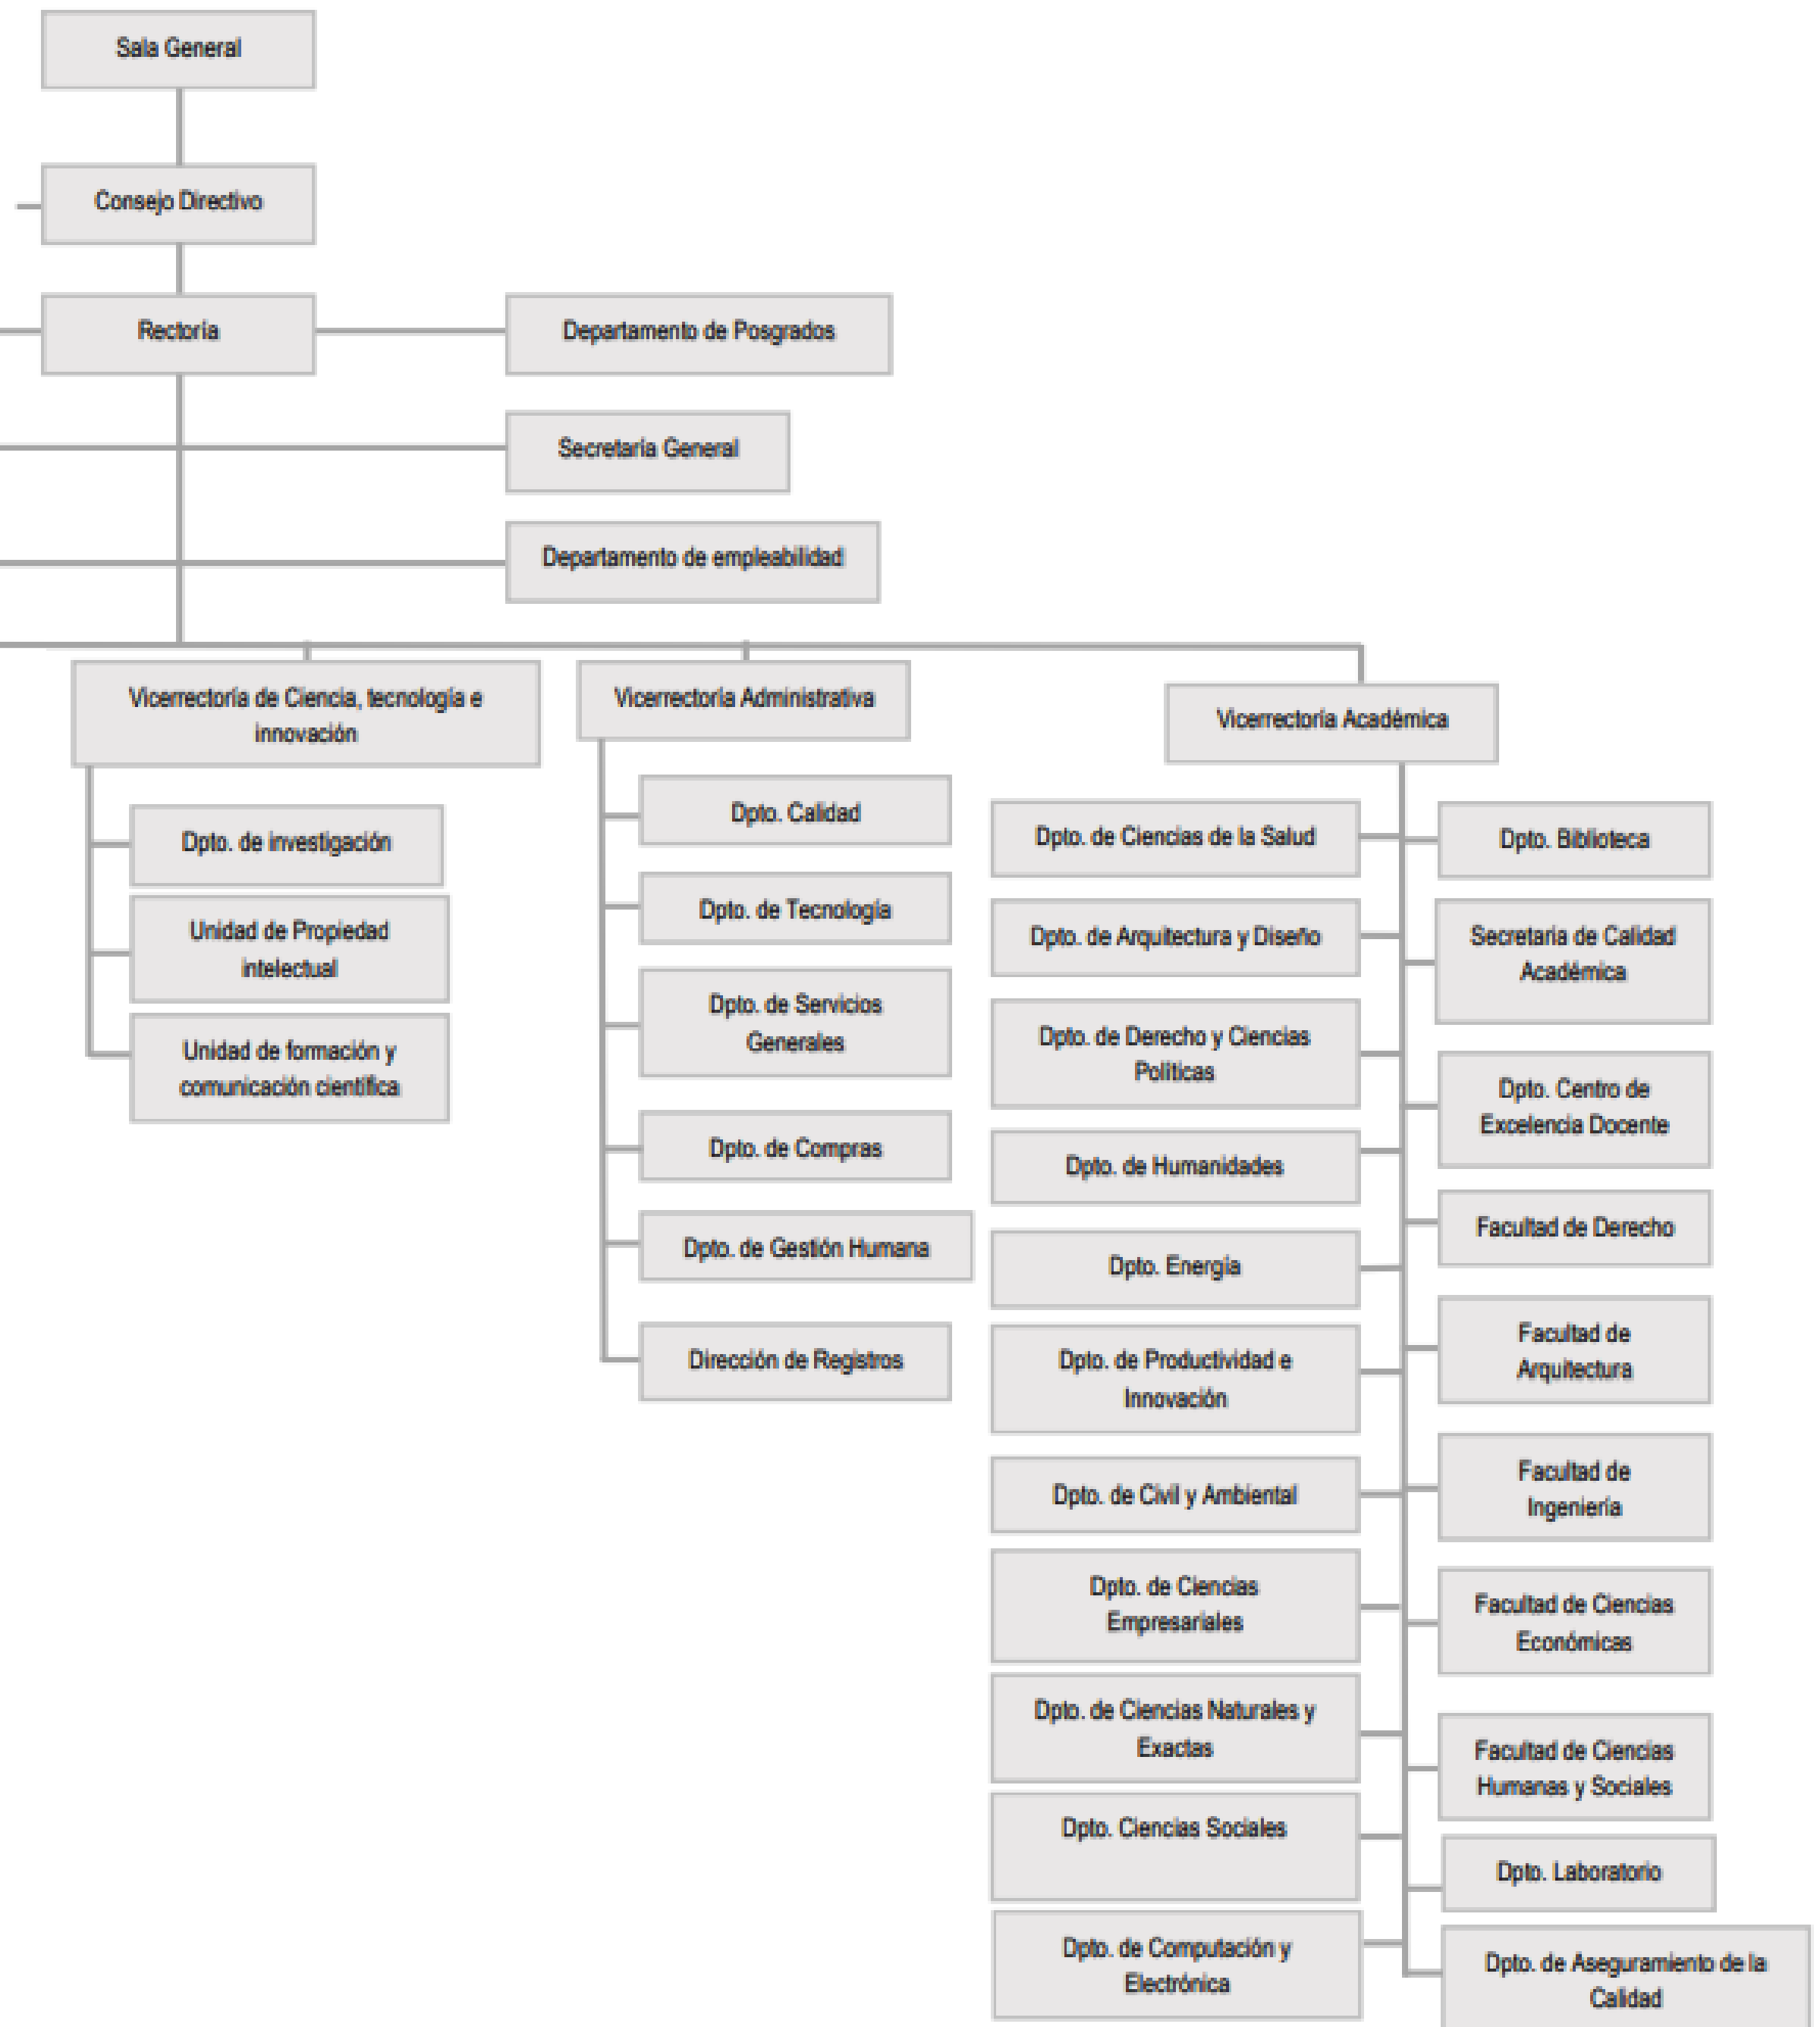 Sala General
Consejo Directivo
Rectoría
Departamento de Posgrados
Secretaría General
Departamento de empleabilidad
Vicerrectoría de Ciencia, tecnología e
innovación
Dpto. de investigación
Unidad de Propiedad
intelectual
Unidad de formación y
comunicación científica
Vicerrectoría Administrativa
Dpto. Calidad
Dpto. de Tecnología
Dpto. de Servicios
Generales
Dpto. de Compras
Dpto. de Gestión Humana
Dirección de Registros
Vicerrectoría Académica
Dpto. de Ciencias de la Salud
Dpto. de Arquitectura y Diseño
Dpto. de Derecho y Ciencias
Políticas
Dpto. de Humanidades
Dpto. Energía
Dpto. de Productividad e
Innovación
Dpto. de Civil y Ambiental
Dpto. de Ciencias
Empresariales
Dpto. de Ciencias Naturales y
Exactas
Dpto. Ciencias Sociales
Dpto. de Computación y
Electrónica
Dpto. Biblioteca
Secretaria de Calidad
Académica
Dpto. Centro de
Excelencia Docente
Facultad de Derecho
Facultad de
Arquitectura
Facultad de
Ingeniería
Facultad de Ciencias
Económicas
Facultad de Ciencias
Humanas y Sociales
Dpto. Laboratorio
Dpto. de Aseguramiento de la
Calidad